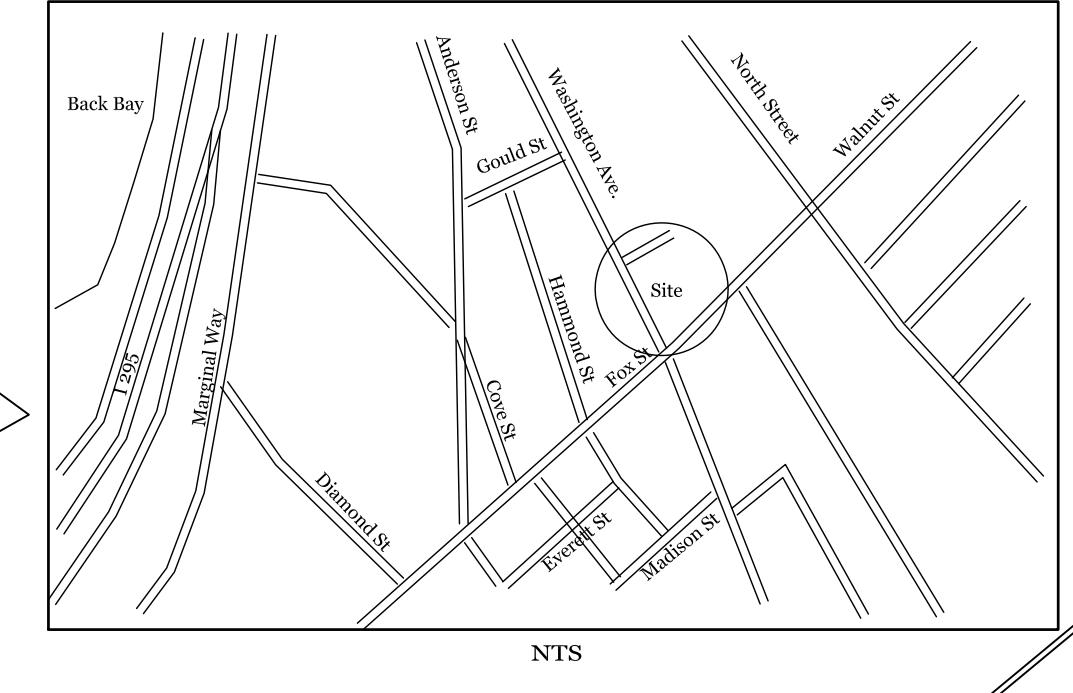 Back Bay
Anderson St
Washington Ave.
North Street
Walnut St
Gould St
Site
Hammond St
Fox St
I 295
Marginal Way
Cove St
Diamond St
Everett St
Madison St
NTS